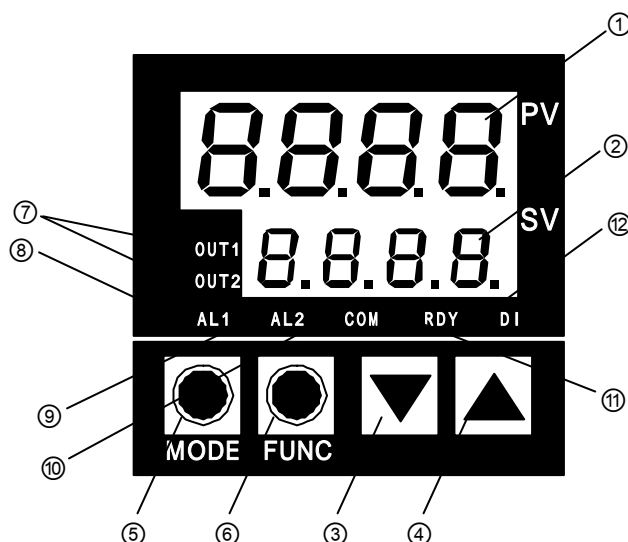 ①
8.8.8.8. PV
②
8.8.8.8. SV
⑦
⑧
⑫
OUT1
OUT2
AL1 AL2 COM RDY DI
⑨
⑩
⑪
MODE FUNC
⑤ ⑥ ③ ④